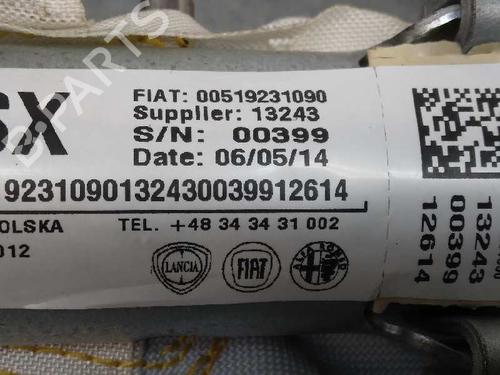 SX
FIAT: 00519231090
Supplier: 13243
S/N: 00399
Date: 06/05/14
9231090132430039912614
OLSKA
TEL. +48 34 34 31 002
012
LANCIA
FIAT
ALFA ROMEO
13243
00399
12614